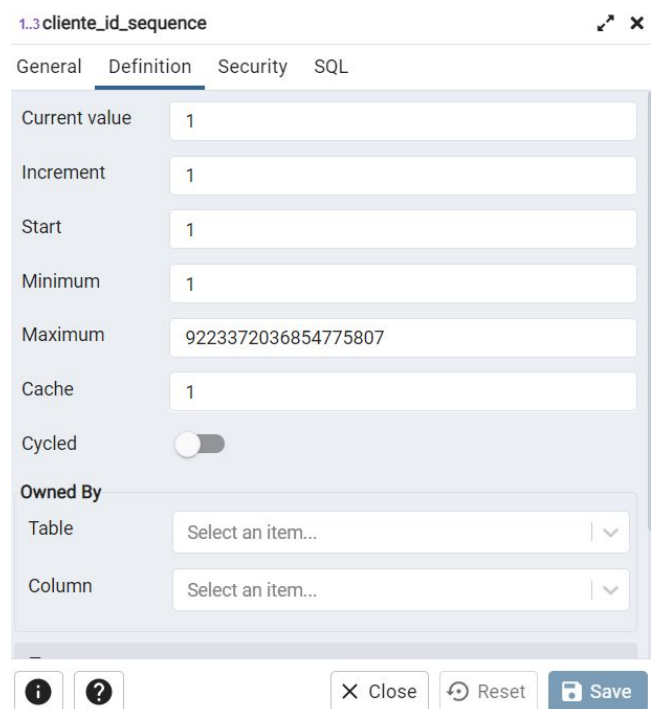 1..3 cliente_id_sequence
General Definition Security SQL
Current value 1
Increment 1
Start 1
Minimum 1
Maximum 9223372036854775807
Cache 1
Cycled
Owned By
Table Select an item...
Column Select an item...
Close Reset Save